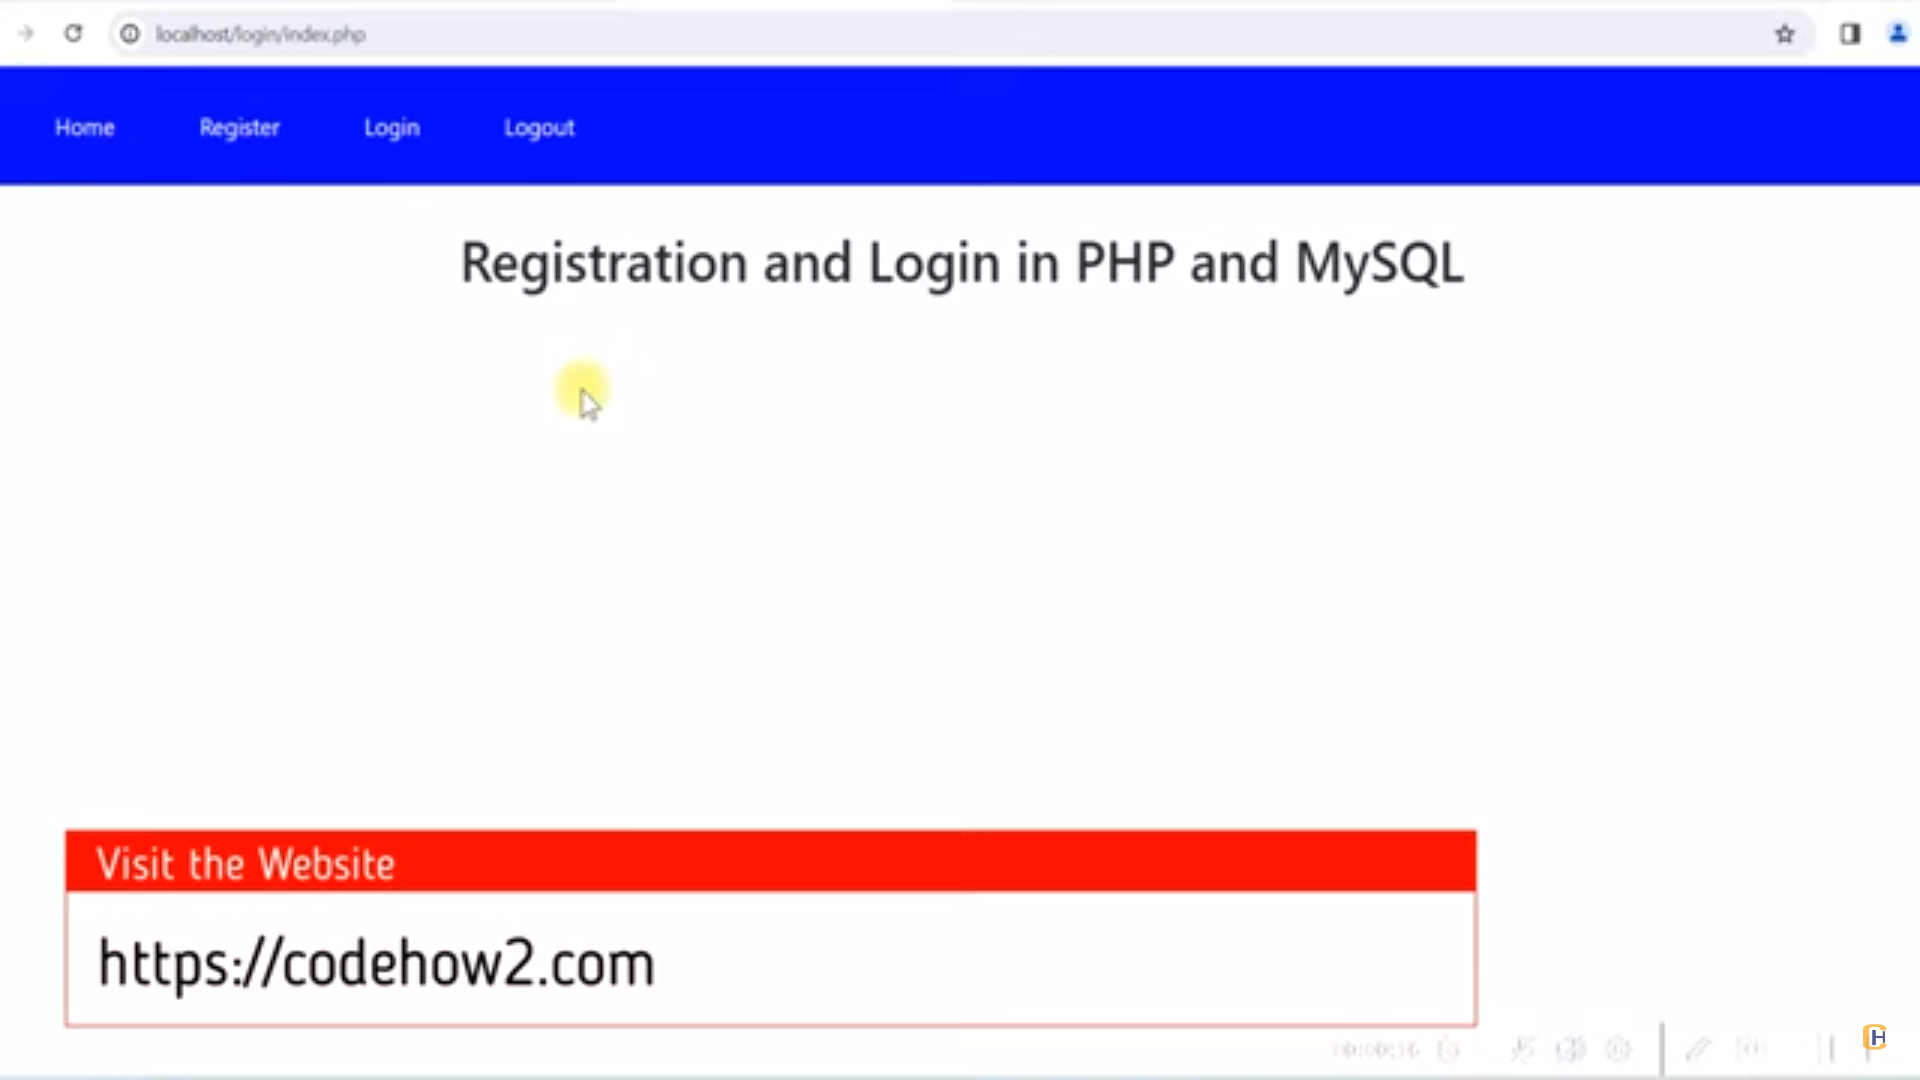 localhost/login/index.php
Home Register Login Logout
Registration and Login in PHP and MySQL
Visit the Website
https://codehow2.com
CH